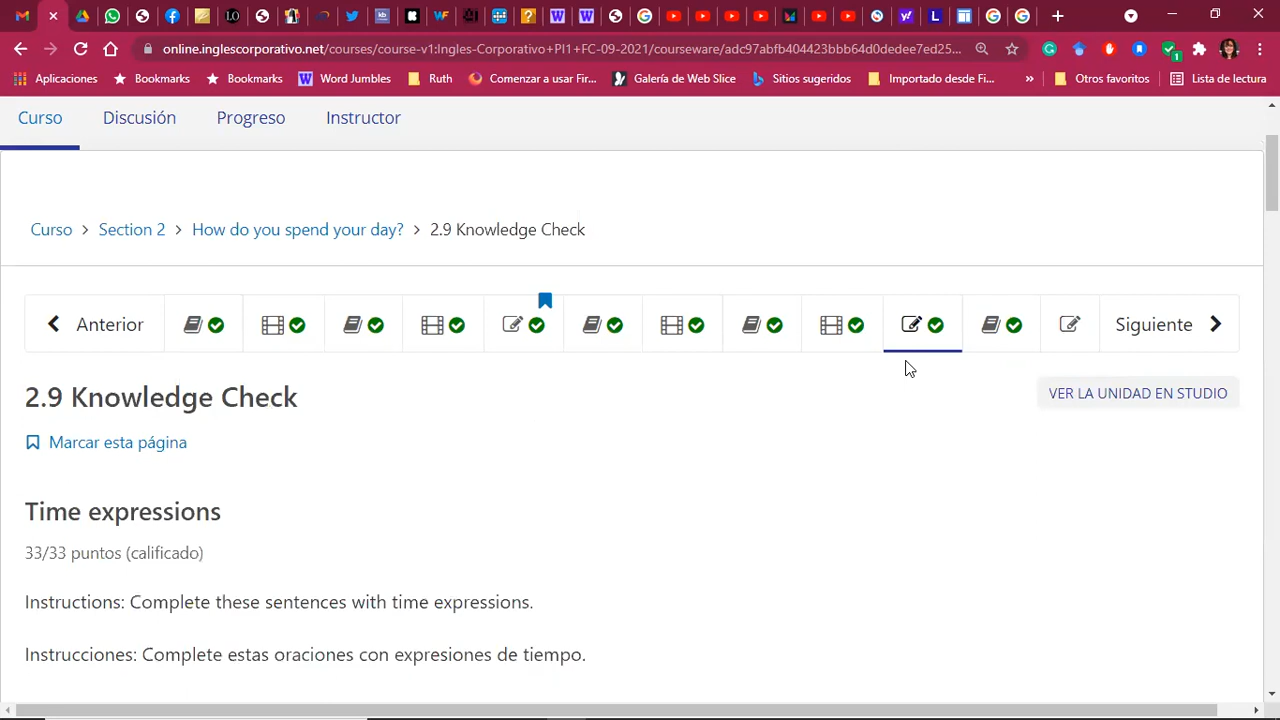 online.inglescorporativo.net/courses/course-v1:Ingles-Corporativo+PI1+FC-09-2021/courseware/adc97abfb404423bbb64d0dedee7ed25...
Aplicaciones
Bookmarks
Bookmarks
Word Jumbles
Ruth
Comenzar a usar Fir...
Galería de Web Slice
Sitios sugeridos
Importado desde Fi...
»
Otros favoritos
Lista de lectura
Curso
Discusión
Progreso
Instructor
Curso > Section 2 > How do you spend your day? > 2.9 Knowledge Check
Anterior
Siguiente
2.9 Knowledge Check
VER LA UNIDAD EN STUDIO
Marcar esta página
Time expressions
33/33 puntos (calificado)
Instructions: Complete these sentences with time expressions.
Instrucciones: Complete estas oraciones con expresiones de tiempo.